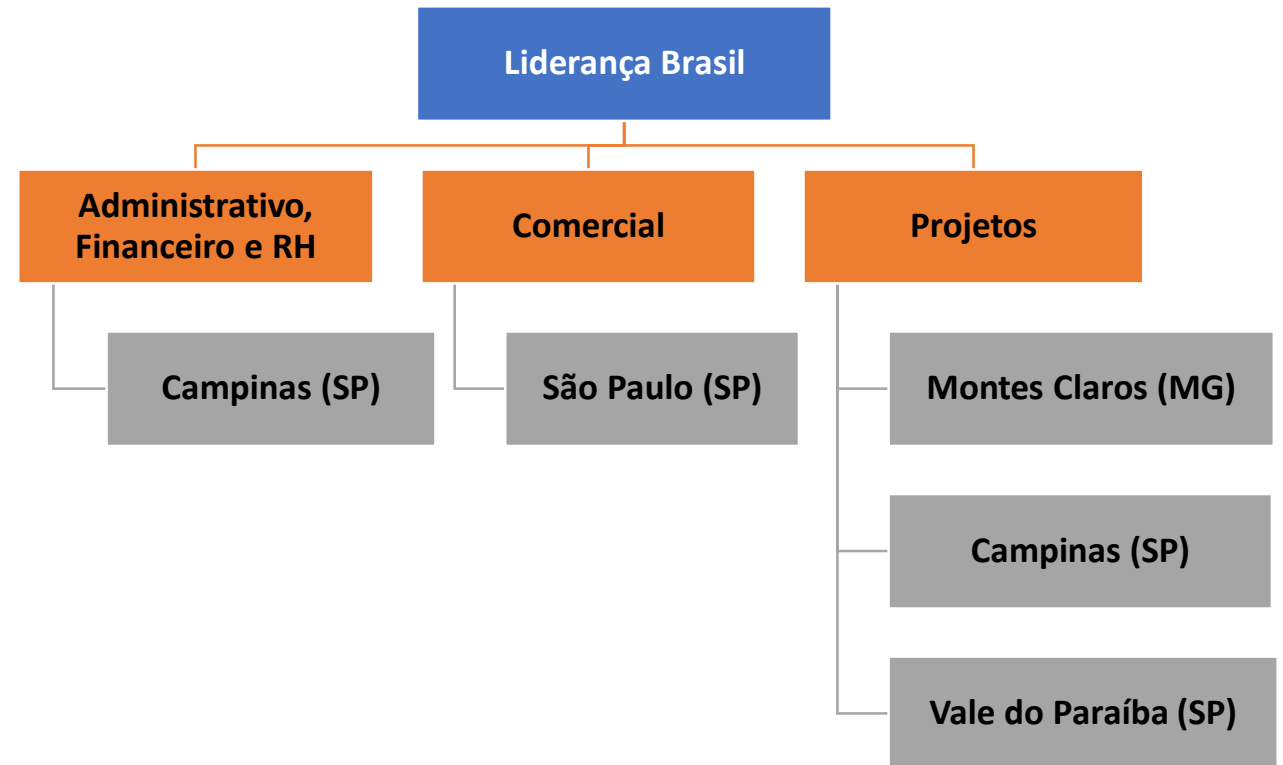 Liderança Brasil
Administrativo,
Financeiro e RH
Comercial
Projetos
Campinas (SP)
São Paulo (SP)
Montes Claros (MG)
Campinas (SP)
Vale do Paraíba (SP)